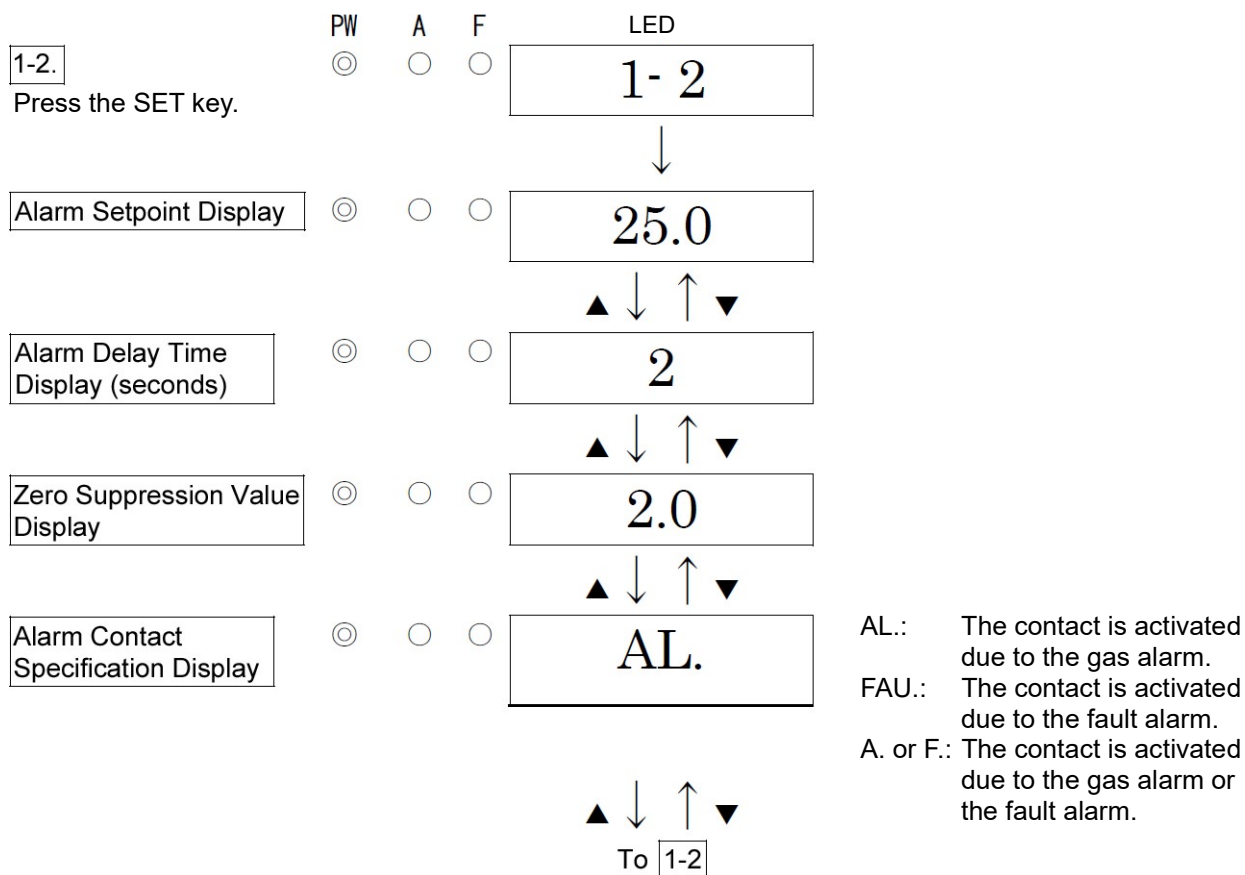 PW A F LED
1-2.
Press the SET key.
1- 2
Alarm Setpoint Display
25.0
▲ ↓ ↑ ▼
Alarm Delay Time
Display (seconds)
2
▲ ↓ ↑ ▼
Zero Suppression Value
Display
2.0
▲ ↓ ↑ ▼
Alarm Contact
Specification Display
AL.
AL.: The contact is activated
due to the gas alarm.
FAU.: The contact is activated
due to the fault alarm.
A. or F.: The contact is activated
due to the gas alarm or
the fault alarm.
▲ ↓ ↑ ▼
To 1-2